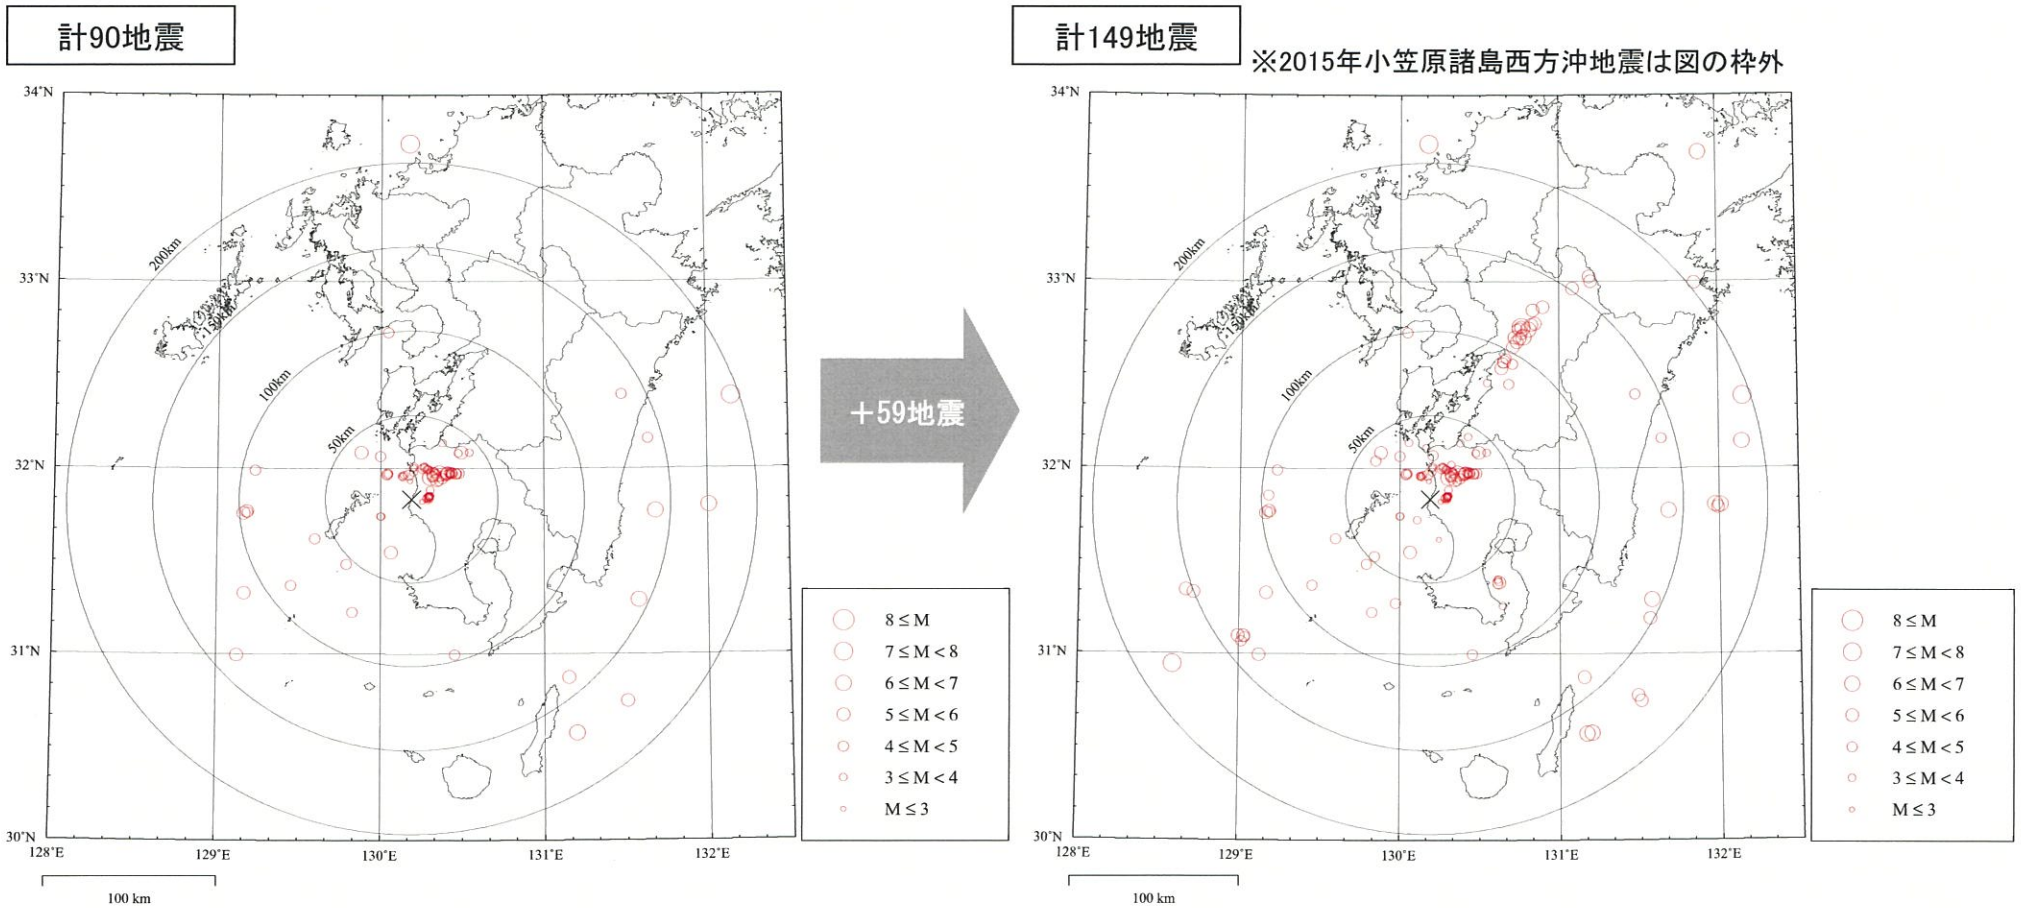 計90地震
計149地震
※2015年小笠原諸島西方沖地震は図の枠外
34°N
33°N
32°N
31°N
30°N
128°E
129°E
130°E
131°E
132°E
200km
150km
100km
50km
8 ≤ M
7 ≤ M < 8
6 ≤ M < 7
5 ≤ M < 6
4 ≤ M < 5
3 ≤ M < 4
M ≤ 3
100 km
+59地震
34°N
33°N
32°N
31°N
30°N
128°E
129°E
130°E
131°E
132°E
200km
150km
100km
50km
8 ≤ M
7 ≤ M < 8
6 ≤ M < 7
5 ≤ M < 6
4 ≤ M < 5
3 ≤ M < 4
M ≤ 3
100 km